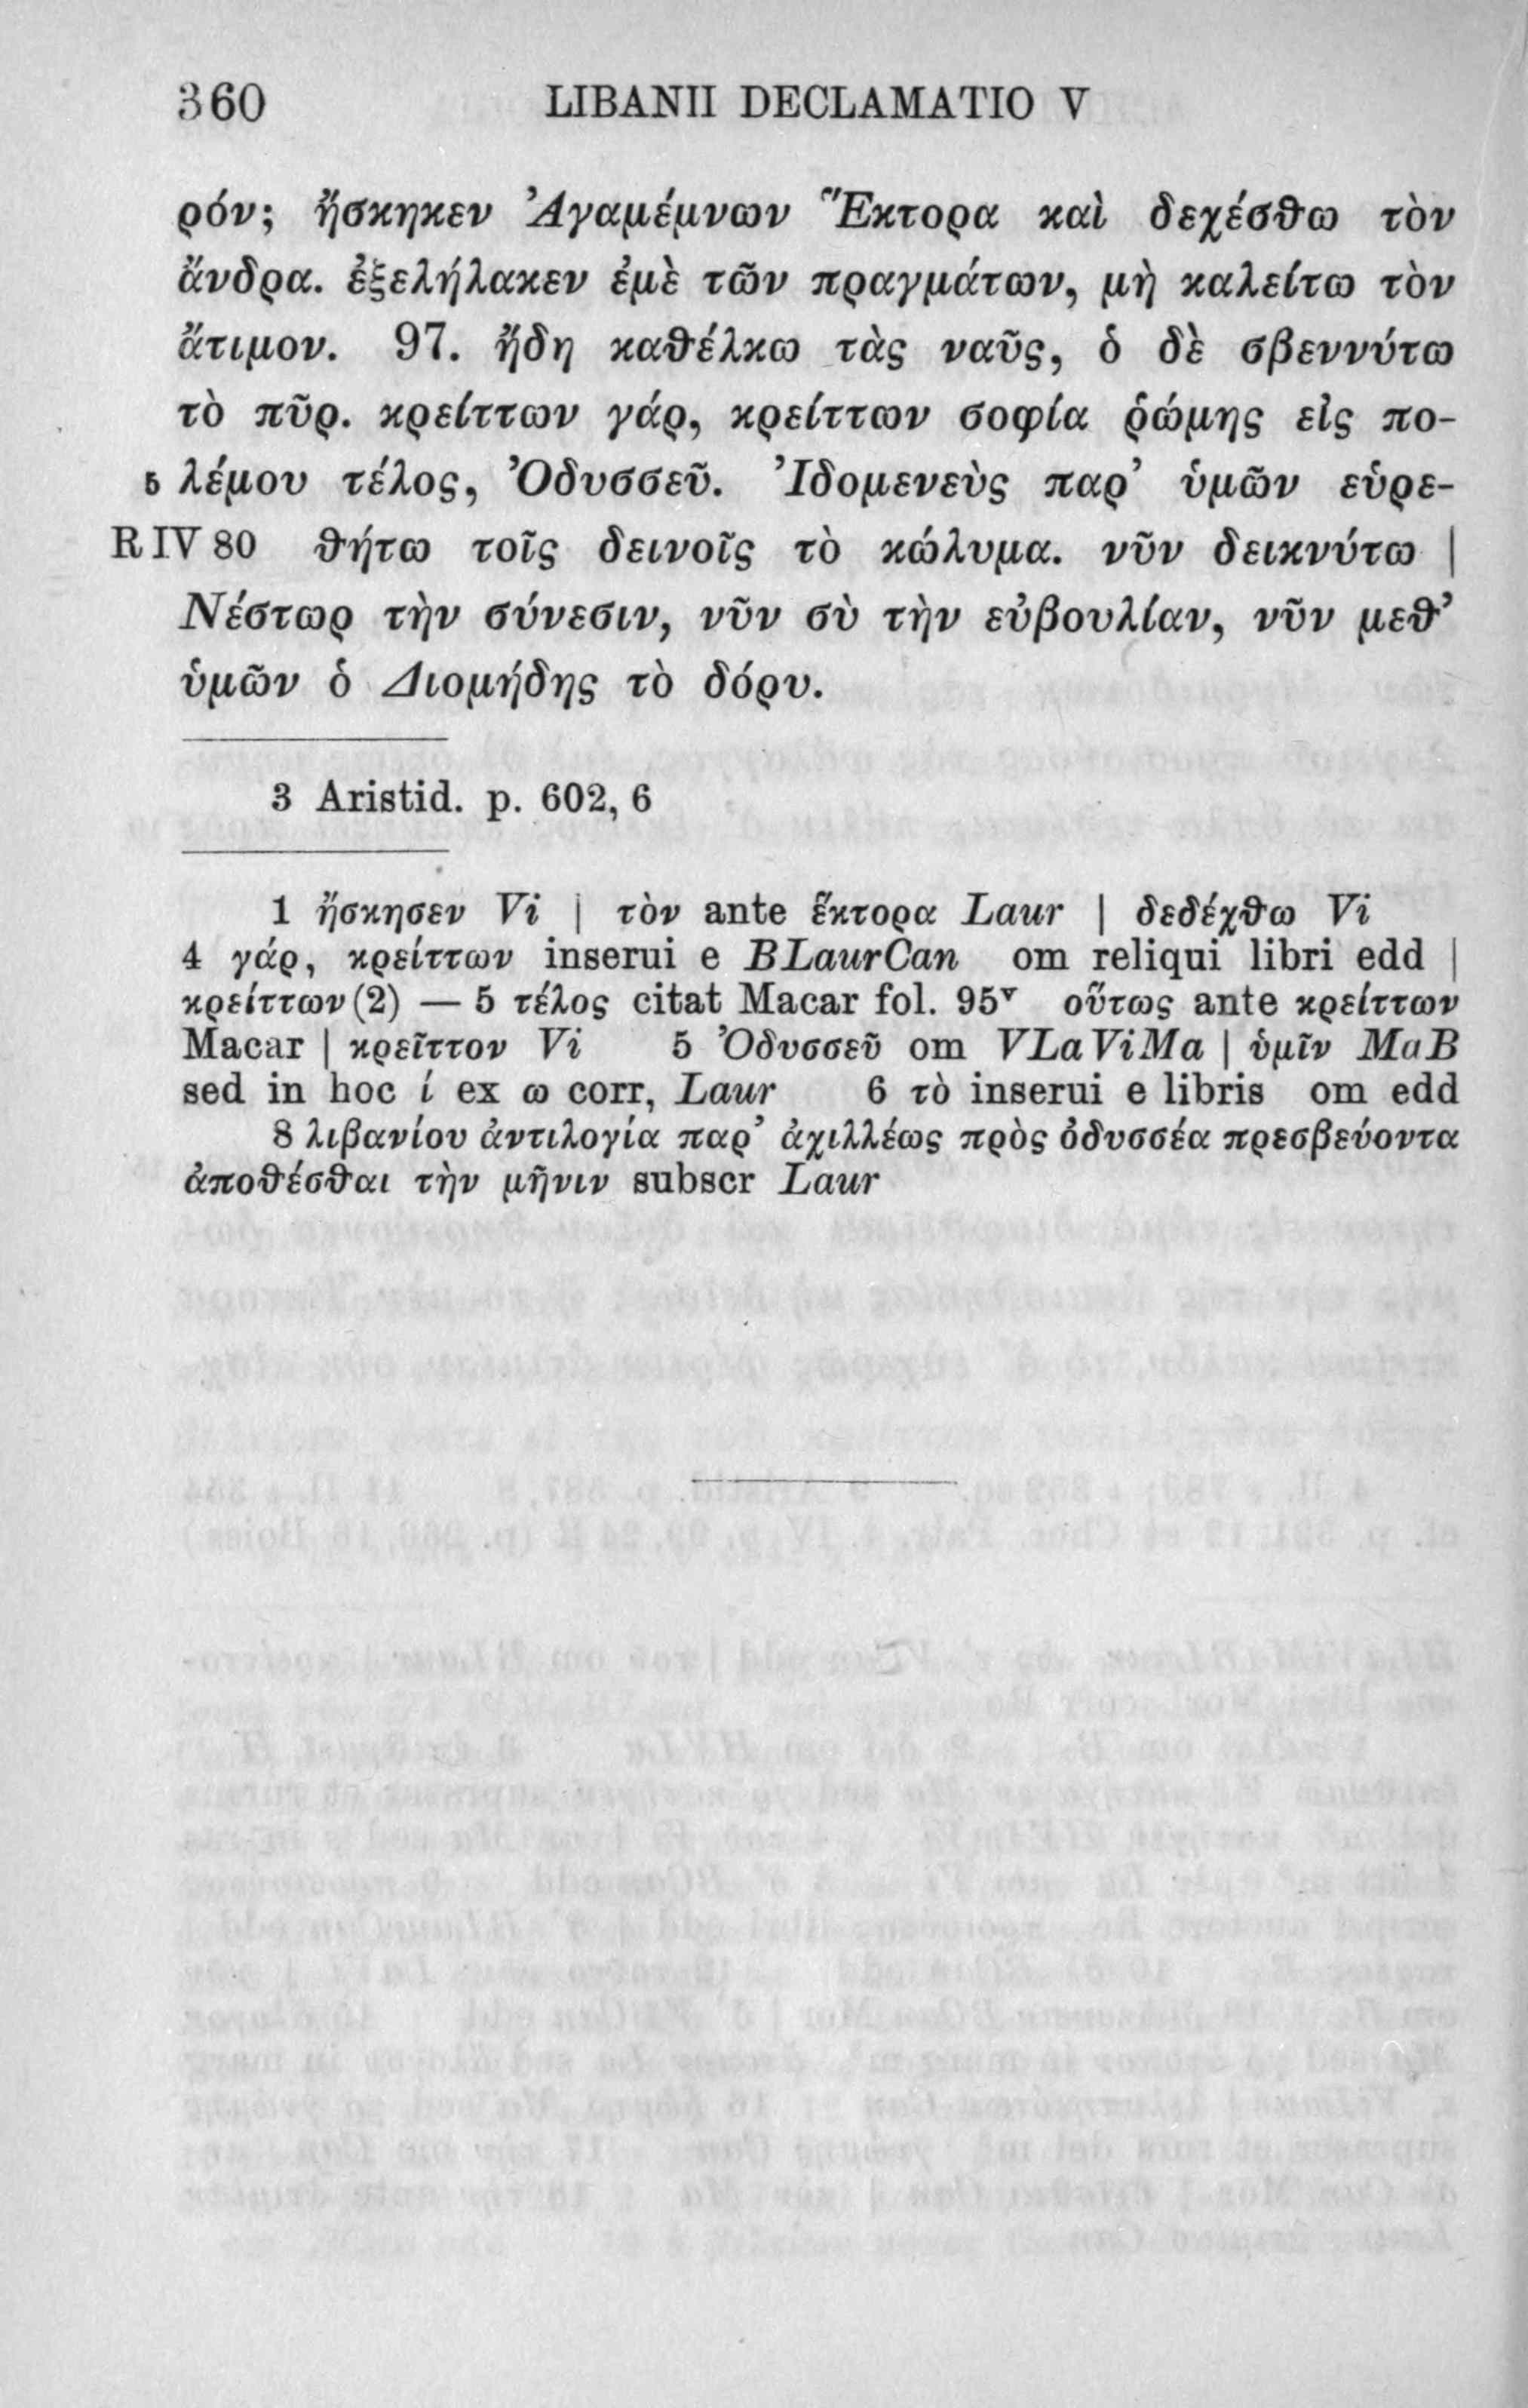 360 LIBANII DECLAMATIO V
ρόν; ἤσκηκεν Ἀγαμέμνων Ἕκτορα καὶ δεχέσθω τὸν
ἄνδρα. ἐξελήλακεν ἐμὲ τῶν πραγμάτων, μὴ καλείτω τὸν
ἄτιμον. 97. ἤδη καθέλκω τὰς ναῦς, ὁ δὲ σβεννύτω
τὸ πῦρ. κρείττων γάρ, κρείττων σοφία ῥώμης εἰς πο-
5 λέμου τέλος, Ὀδυσσεῦ. Ἰδομενεὺς παρ’ ὑμῶν εὑρε-
R IV 80 θήτω τοῖς δεινοῖς τὸ κώλυμα. νῦν δεικνύτω |
Νέστωρ τὴν σύνεσιν, νῦν σὺ τὴν εὐβουλίαν, νῦν μεθ’
ὑμῶν ὁ Διομήδης τὸ δόρυ.
3 Aristid. p. 602, 6
1 ἤσκησεν Vi | τὸν ante ἕκτορα Laur | δεδέχθω Vi
4 γάρ, κρείττων inserui e BLaurCan om reliqui libri edd |
κρείττων (2) — 5 τέλος citat Macar fol. 95ᵛ οὕτως ante κρείττων
Macar | κρεῖττον Vi 5 Ὀδυσσεῦ om VLaViMa | ὑμῖν MaB
sed in hoc ί ex ω corr, Laur 6 τὸ inserui e libris om edd
8 λιβανίου ἀντιλογία παρ’ ἀχιλλέως πρὸς ὀδυσσέα πρεσβεύοντα
ἀποθέσθαι τὴν μῆνιν subscr Laur